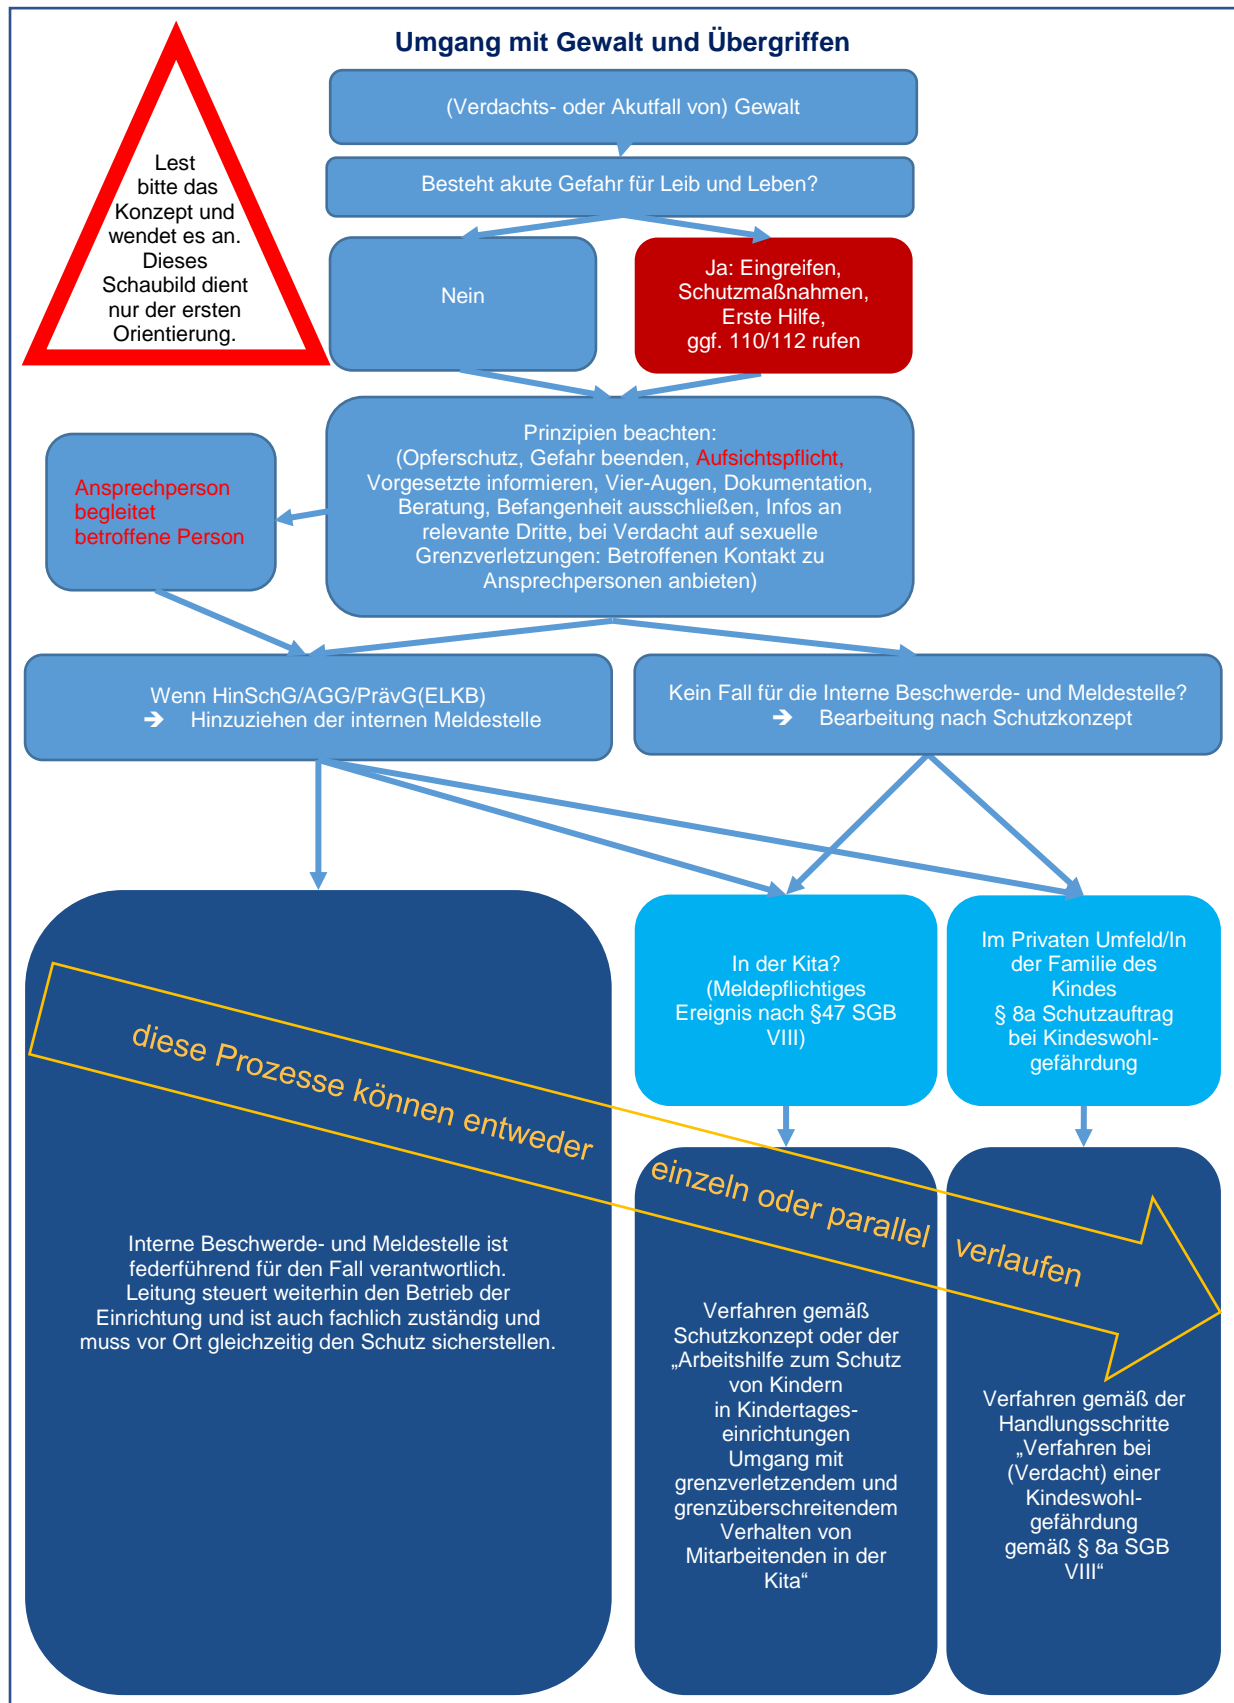 Umgang mit Gewalt und Übergriffen
Lest
bitte das
Konzept und
wendet es an.
Dieses
Schaubild dient
nur der ersten
Orientierung.
(Verdachts- oder Akutfall von) Gewalt
Besteht akute Gefahr für Leib und Leben?
Nein
Ja: Eingreifen,
Schutzmaßnahmen,
Erste Hilfe,
ggf. 110/112 rufen
Prinzipien beachten:
(Opferschutz, Gefahr beenden, Aufsichtspflicht,
Vorgesetzte informieren, Vier-Augen, Dokumentation,
Beratung, Befangenheit ausschließen, Infos an
relevante Dritte, bei Verdacht auf sexuelle
Grenzverletzungen: Betroffenen Kontakt zu
Ansprechpersonen anbieten)
Ansprechperson
begleitet
betroffene Person
Wenn HinSchG/AGG/PrävG(ELKB)
➔ Hinzuziehen der internen Meldestelle
Kein Fall für die Interne Beschwerde- und Meldestelle?
➔ Bearbeitung nach Schutzkonzept
In der Kita?
(Meldepflichtiges
Ereignis nach §47 SGB
VIII)
Im Privaten Umfeld/In
der Familie des
Kindes
§ 8a Schutzauftrag
bei Kindeswohl-
gefährdung
diese Prozesse können entweder einzeln oder parallel verlaufen
Interne Beschwerde- und Meldestelle ist
federführend für den Fall verantwortlich.
Leitung steuert weiterhin den Betrieb der
Einrichtung und ist auch fachlich zuständig und
muss vor Ort gleichzeitig den Schutz sicherstellen.
Verfahren gemäß
Schutzkonzept oder der
„Arbeitshilfe zum Schutz
von Kindern
in Kindertages-
einrichtungen
Umgang mit
grenzverletzendem und
grenzüberschreitendem
Verhalten von
Mitarbeitenden in der
Kita“
Verfahren gemäß der
Handlungsschritte
„Verfahren bei
(Verdacht) einer
Kindeswohl-
gefährdung
gemäß § 8a SGB
VIII“